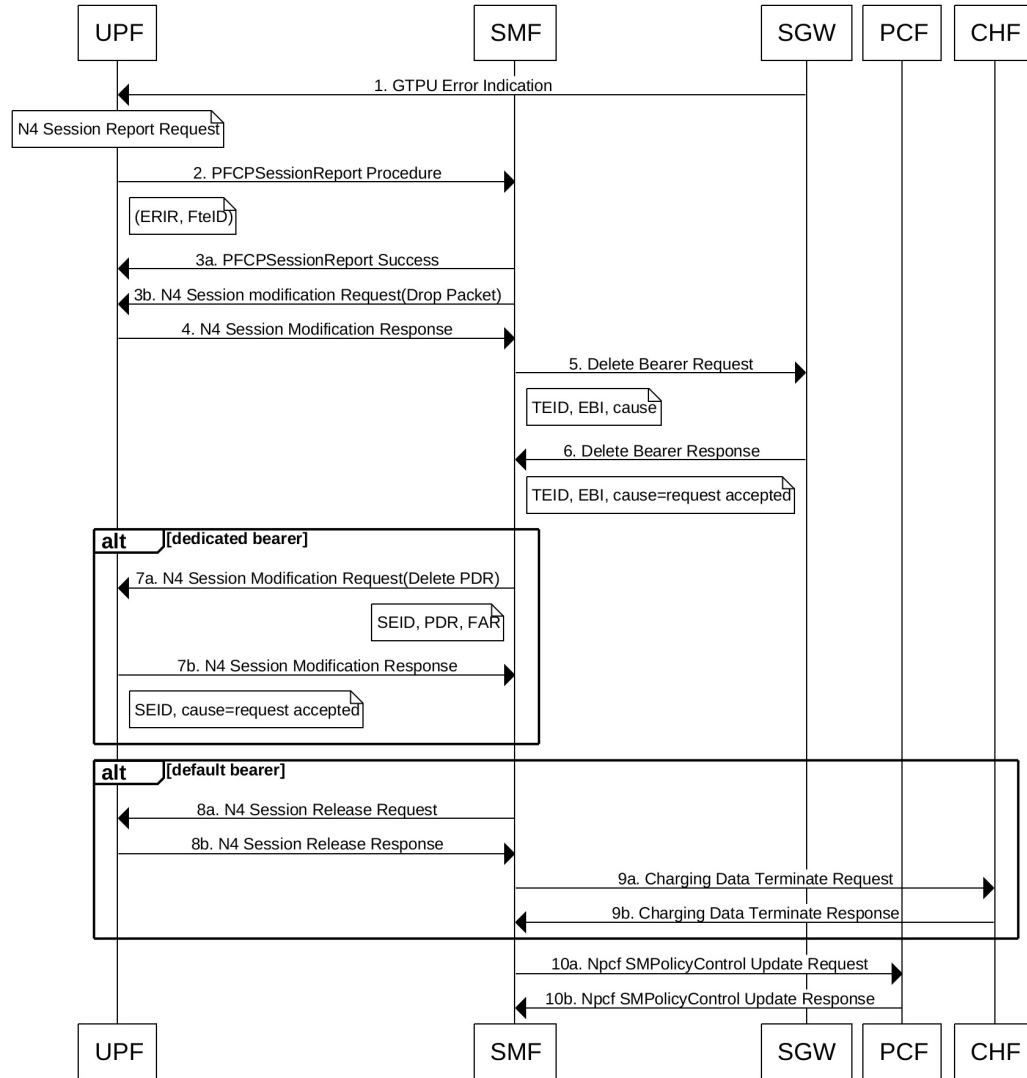 UPF
SMF
SGW
PCF
CHF
1. GTPU Error Indication
N4 Session Report Request
2. PFCPSessionReport Procedure
(ERIR, FteID)
3a. PFCPSessionReport Success
3b. N4 Session modification Request(Drop Packet)
4. N4 Session Modification Response
5. Delete Bearer Request
TEID, EBI, cause
6. Delete Bearer Response
TEID, EBI, cause=request accepted
alt [dedicated bearer]
7a. N4 Session Modification Request(Delete PDR)
SEID, PDR, FAR
7b. N4 Session Modification Response
SEID, cause=request accepted
alt [default bearer]
8a. N4 Session Release Request
8b. N4 Session Release Response
9a. Charging Data Terminate Request
9b. Charging Data Terminate Response
10a. Npcf SMPolicyControl Update Request
10b. Npcf SMPolicyControl Update Response
UPF
SMF
SGW
PCF
CHF